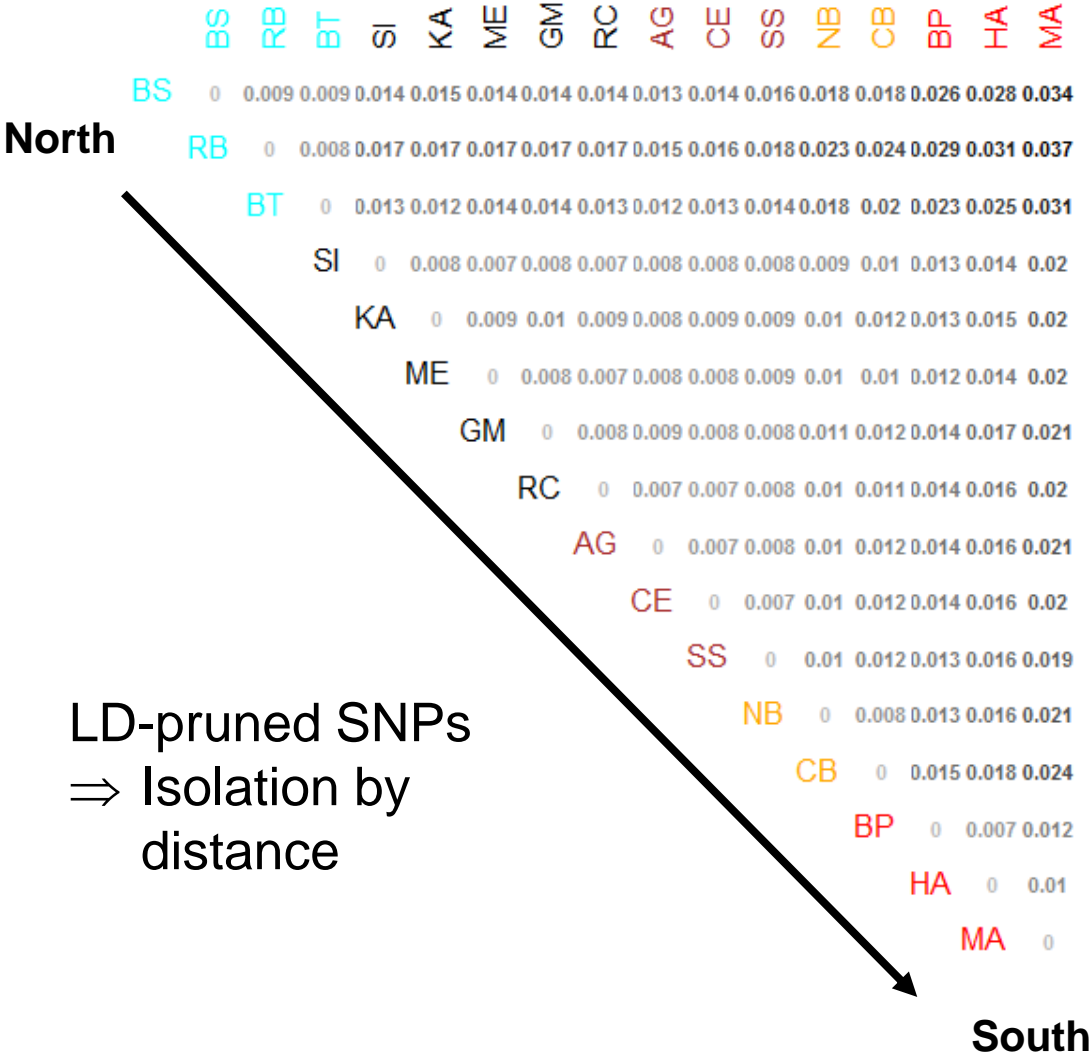 BS RB BT SI KA ME GM RC AG CE SS NB CB BP HA MA
BS 0 0.009 0.009 0.014 0.015 0.014 0.014 0.014 0.013 0.014 0.016 0.018 0.018 0.026 0.028 0.034
North
RB 0 0.008 0.017 0.017 0.017 0.017 0.017 0.015 0.016 0.018 0.023 0.024 0.029 0.031 0.037
BT 0 0.013 0.012 0.014 0.014 0.013 0.012 0.013 0.014 0.018 0.02 0.023 0.025 0.031
SI 0 0.008 0.007 0.008 0.007 0.008 0.008 0.008 0.009 0.01 0.013 0.014 0.02
KA 0 0.009 0.01 0.009 0.008 0.009 0.009 0.01 0.012 0.013 0.015 0.02
ME 0 0.008 0.007 0.008 0.008 0.009 0.01 0.01 0.012 0.014 0.02
GM 0 0.008 0.009 0.008 0.008 0.011 0.012 0.014 0.017 0.021
RC 0 0.007 0.007 0.008 0.01 0.011 0.014 0.016 0.02
AG 0 0.007 0.008 0.01 0.012 0.014 0.016 0.021
CE 0 0.007 0.01 0.012 0.014 0.016 0.02
SS 0 0.01 0.012 0.013 0.016 0.019
NB 0 0.008 0.013 0.016 0.021
CB 0 0.015 0.018 0.024
BP 0 0.007 0.012
HA 0 0.01
MA 0
LD-pruned SNPs
⇒ Isolation by
distance
South